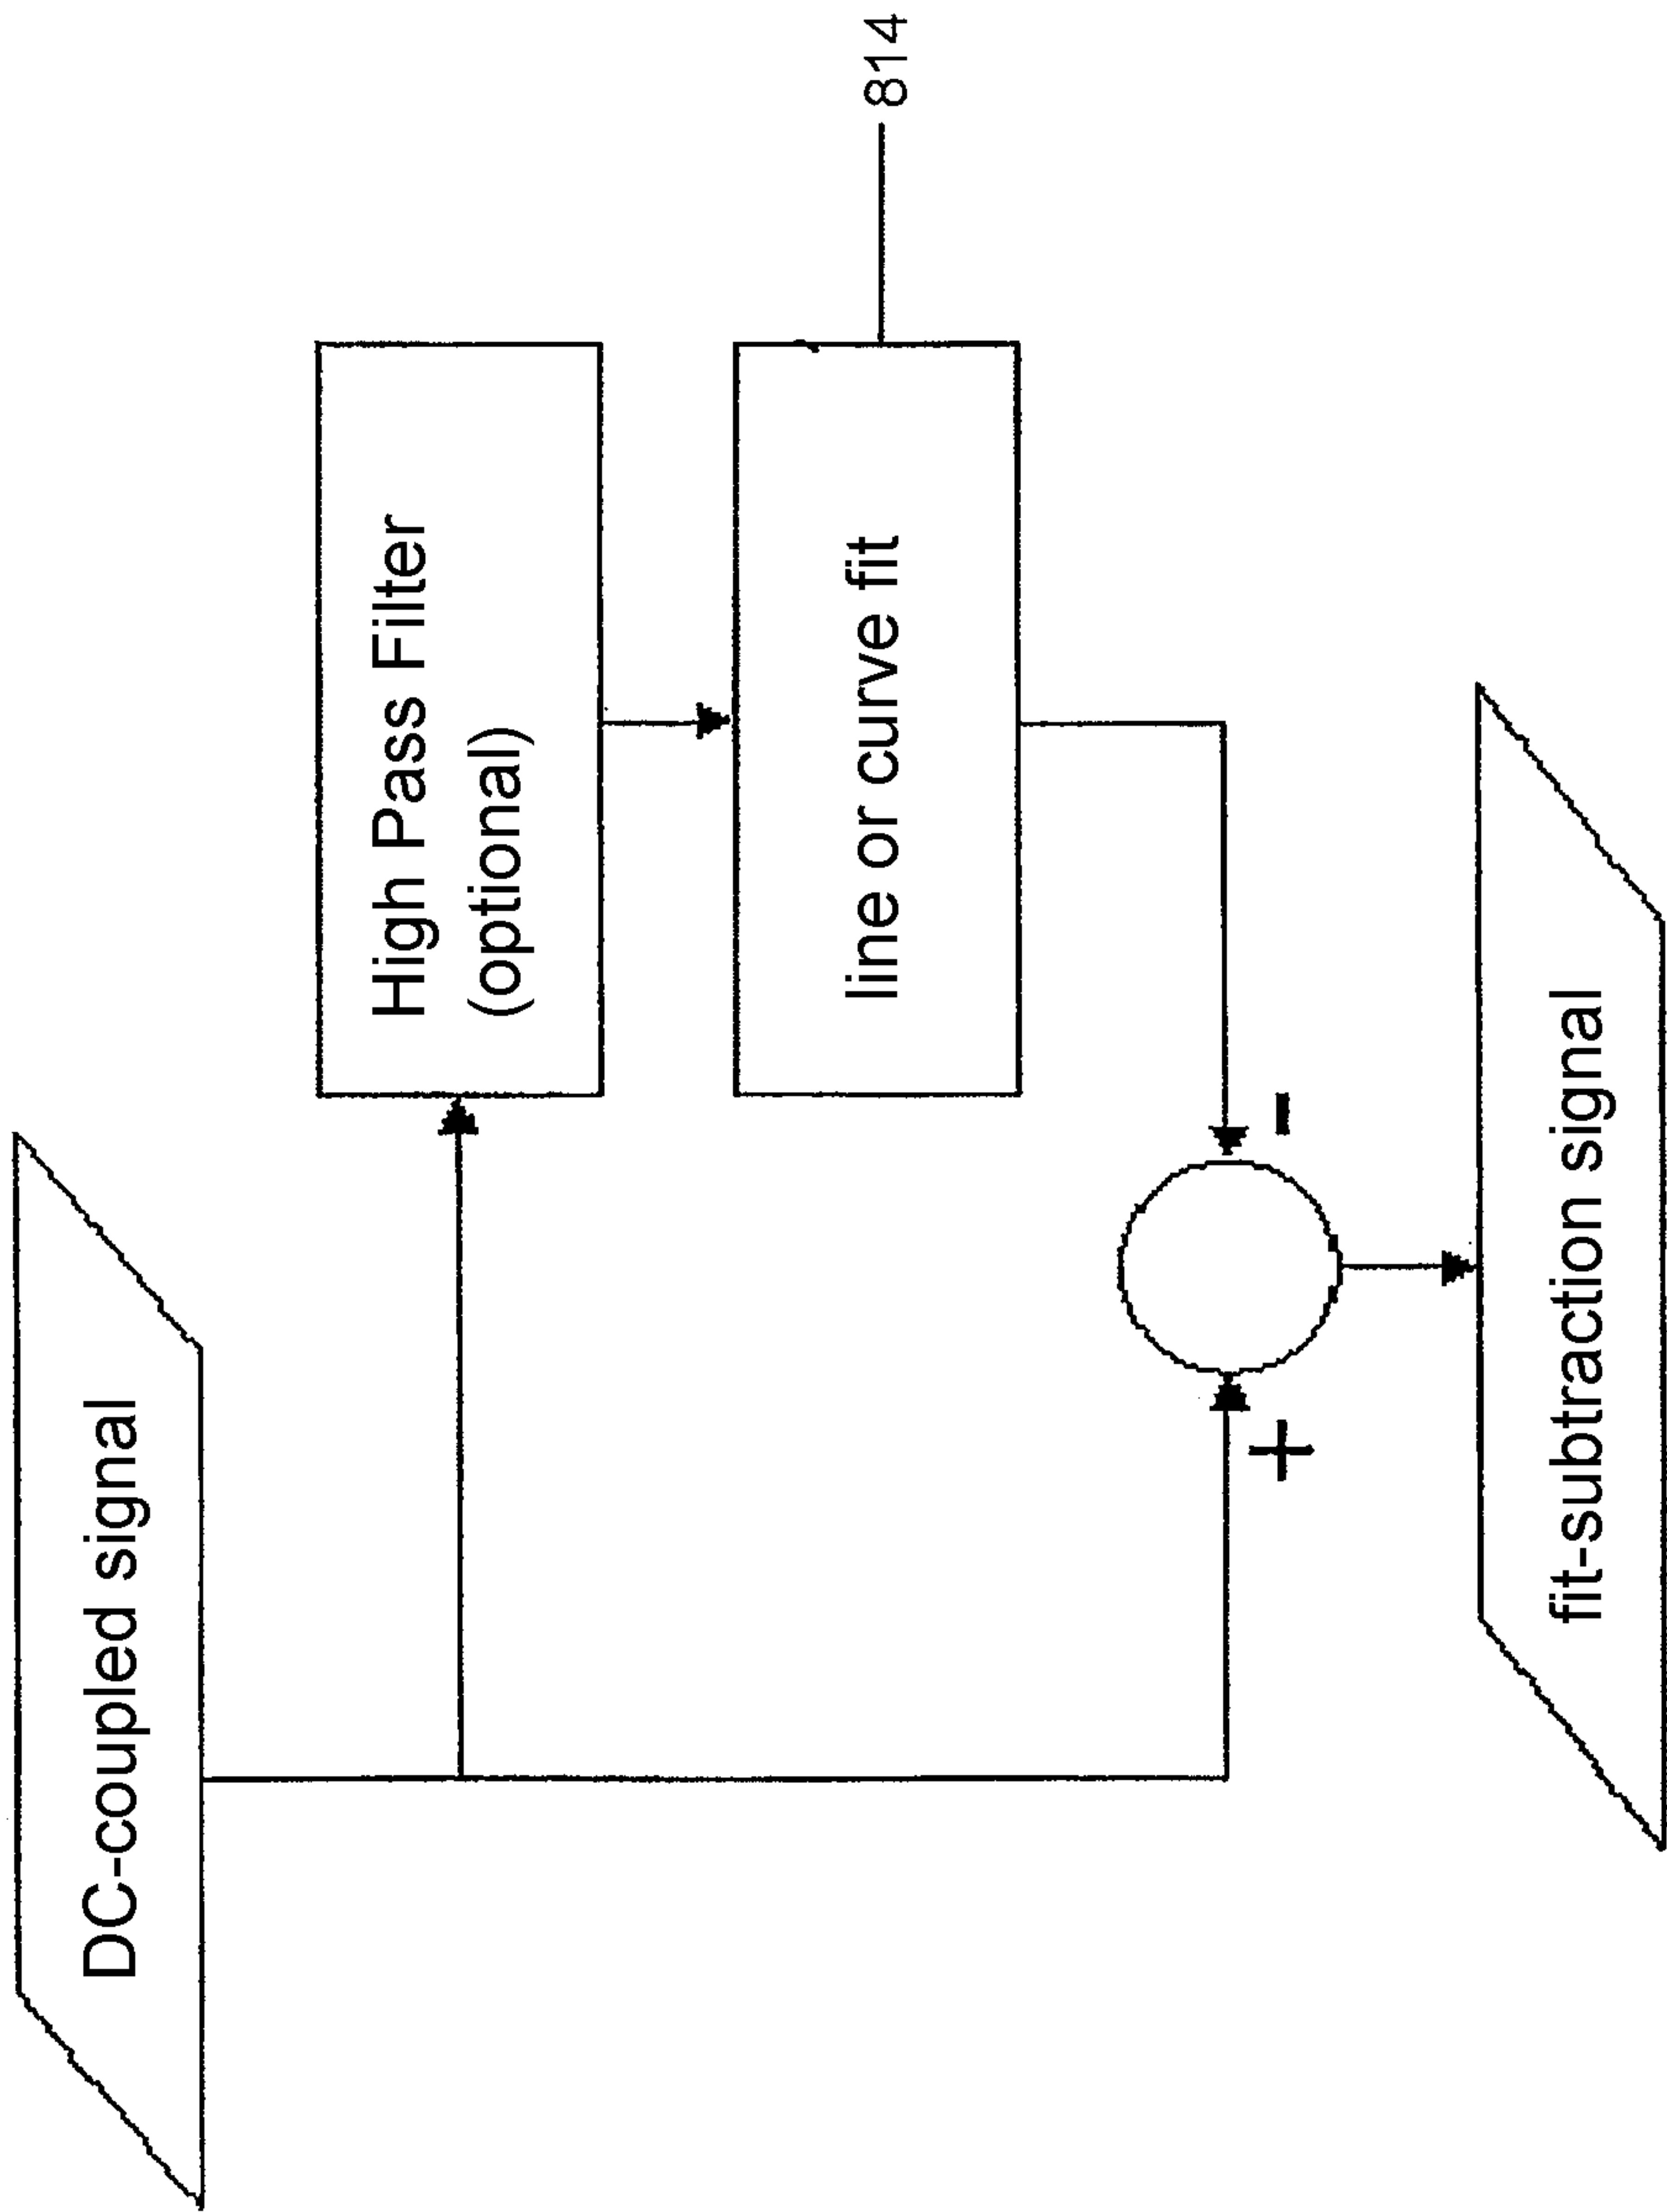 DC-coupled signal
High Pass Filter
(optional)
line or curve fit
814
+
-
fit-subtraction signal